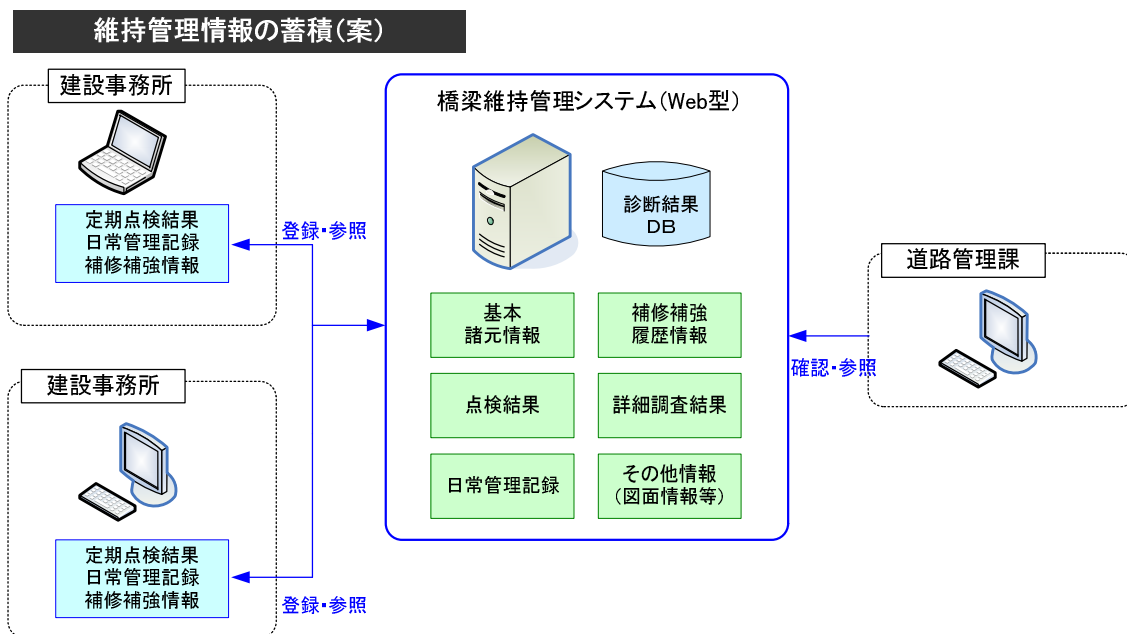 維持管理情報の蓄積(案)
建設事務所
定期点検結果
日常管理記録
補修補強情報
登録・参照
建設事務所
定期点検結果
日常管理記録
補修補強情報
登録・参照
橋梁維持管理システム(Web型)
診断結果
DB
基本
諸元情報
補修補強
履歴情報
点検結果
詳細調査結果
日常管理記録
その他情報
(図面情報等)
道路管理課
確認・参照